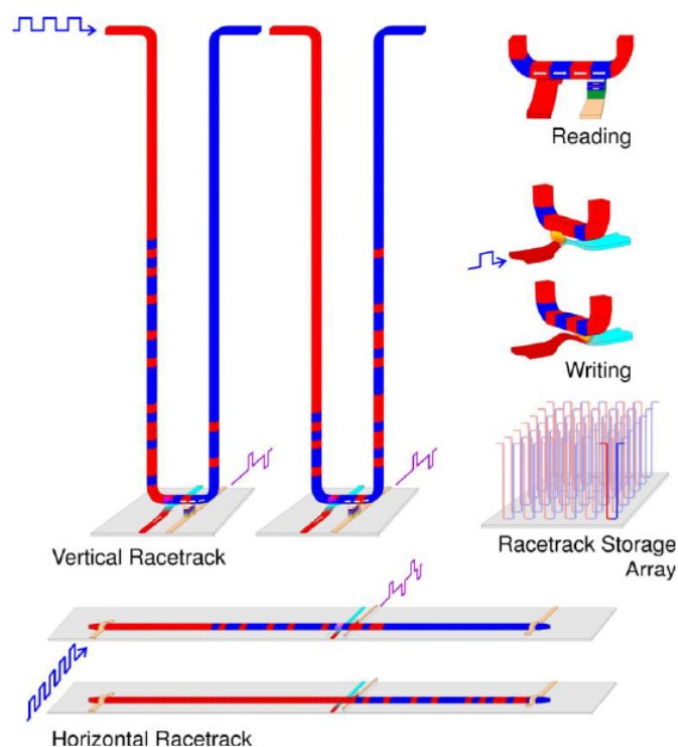 Reading
Writing
Vertical Racetrack
Racetrack Storage
Array
Horizontal Racetrack